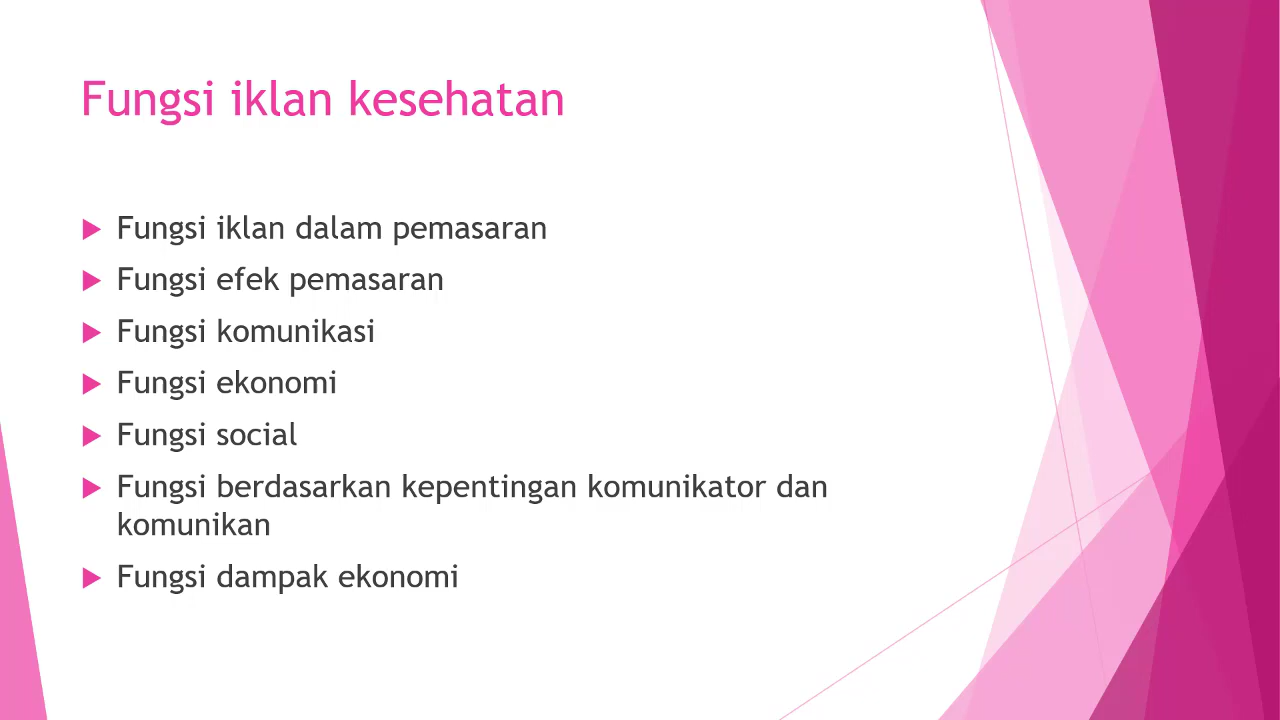 Fungsi iklan kesehatan
Fungsi iklan dalam pemasaran
Fungsi efek pemasaran
Fungsi komunikasi
Fungsi ekonomi
Fungsi social
Fungsi berdasarkan kepentingan komunikator dan
komunikan
Fungsi dampak ekonomi